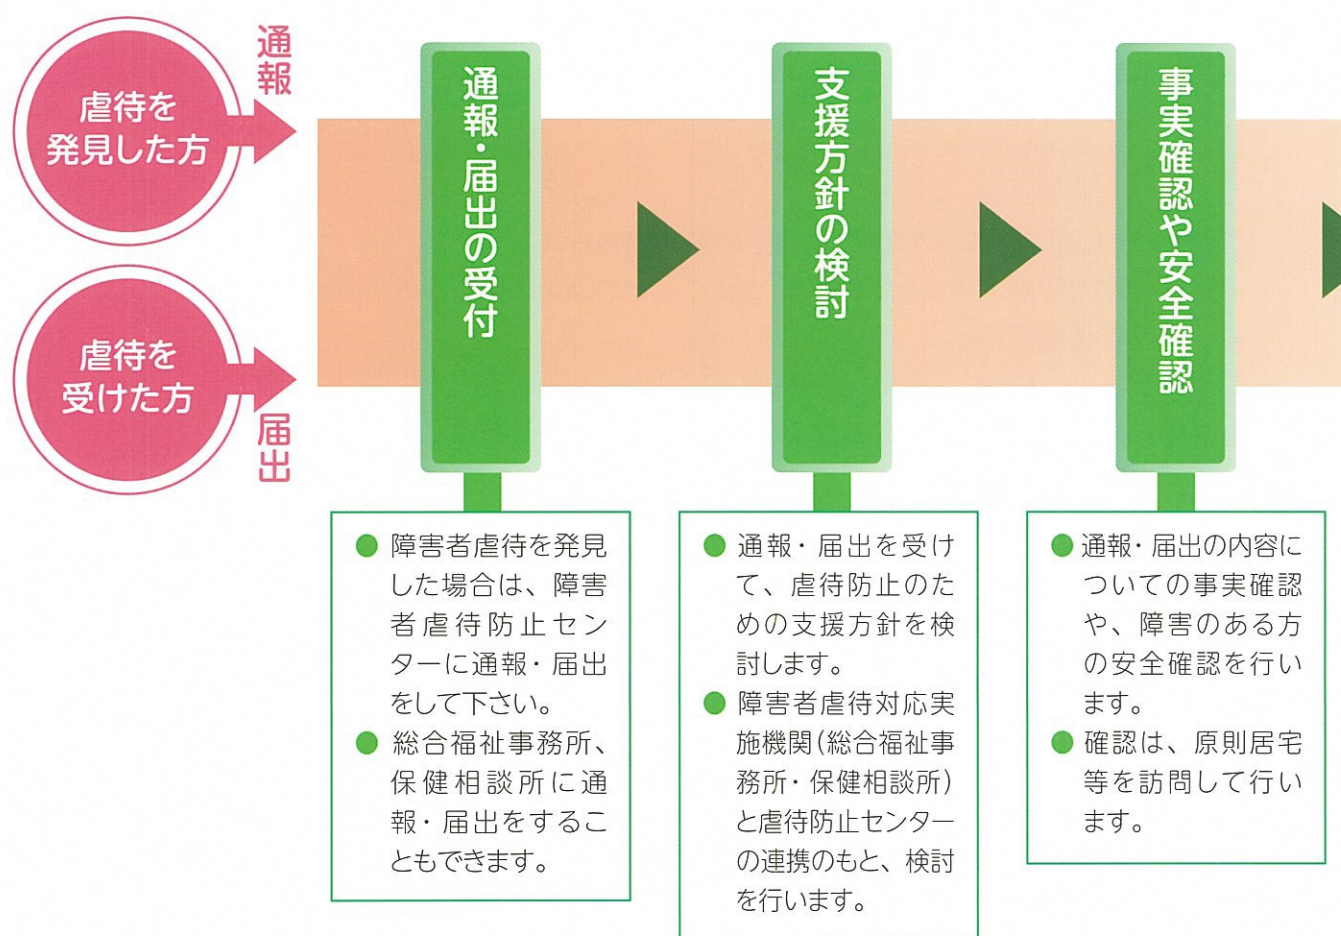 虐待を
発見した方
通報
虐待を
受けた方
届出
通報・届出の受付
支援方針の検討
事実確認や安全確認
● 障害者虐待を発見
した場合は、障害
者虐待防止セン
ターに通報・届出
をして下さい。
● 総合福祉事務所、
保健相談所に通
報・届出をするこ
ともできます。
● 通報・届出を受け
て、虐待防止のた
めの支援方針を検
討します。
● 障害者虐待対応実
施機関(総合福祉事
務所・保健相談所)
と虐待防止センター
の連携のもと、検討
を行います。
● 通報・届出の内容に
ついての事実確認
や、障害のある方
の安全確認を行い
ます。
● 確認は、原則居宅
等を訪問して行い
ます。